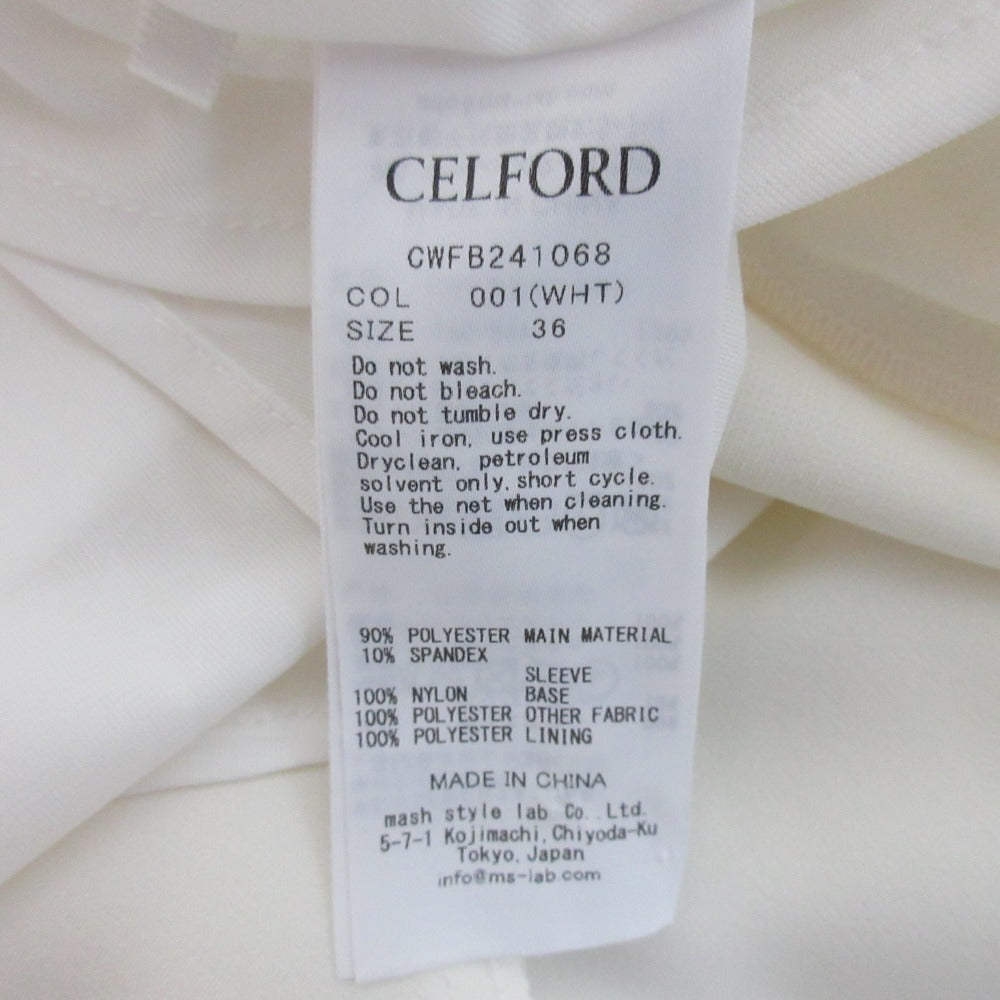 CELFORD
CWFB241068
COL 001(WHT)
SIZE 36
Do not wash.
Do not bleach.
Do not tumble dry.
Cool iron, use press cloth.
Dryclean, petroleum
solvent only, short cycle.
Use the net when cleaning.
Turn inside out when
washing.
90% POLYESTER MAIN MATERIAL
10% SPANDEX
SLEEVE
100% NYLON BASE
100% POLYESTER OTHER FABRIC
100% POLYESTER LINING
MADE IN CHINA
mash style lab Co., Ltd.
5-7-1 Kojimachi, Chiyoda-Ku
Tokyo, Japan
info@ms-lab.com